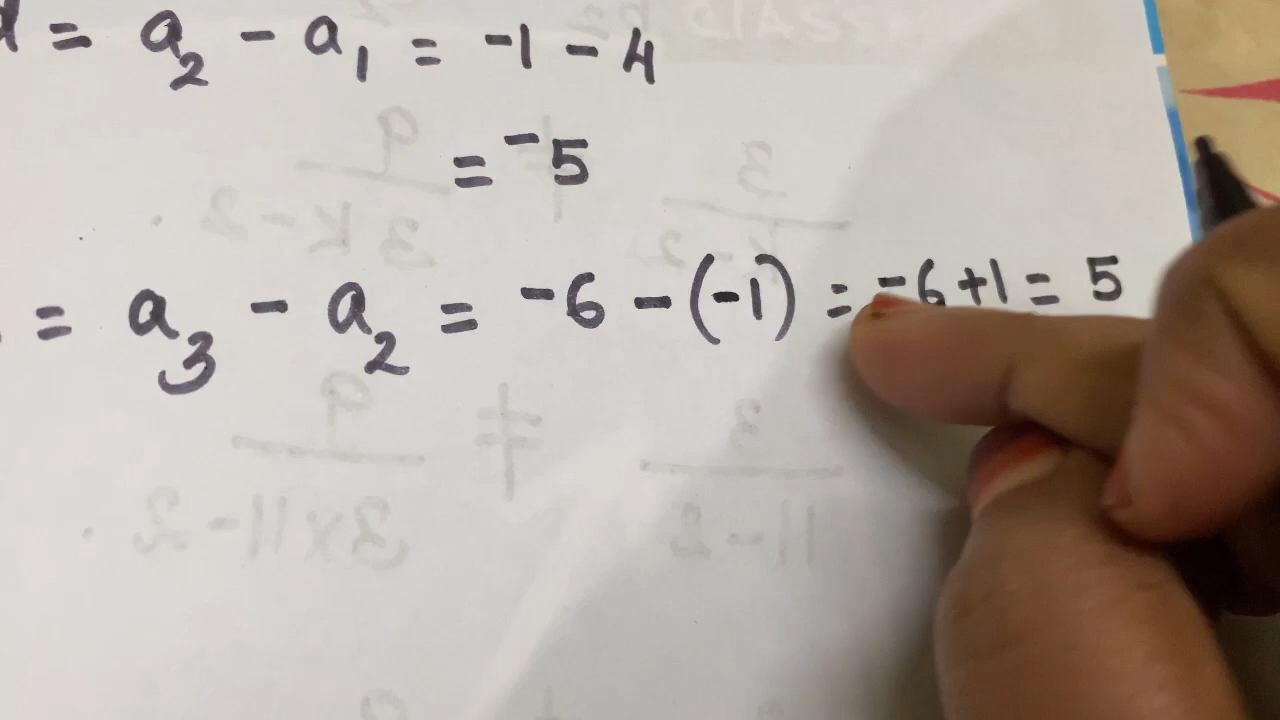 d = a₂ - a₁ = -1 - 4
= -5
= a₃ - a₂ = -6 - (-1) = -6 + 1 = 5